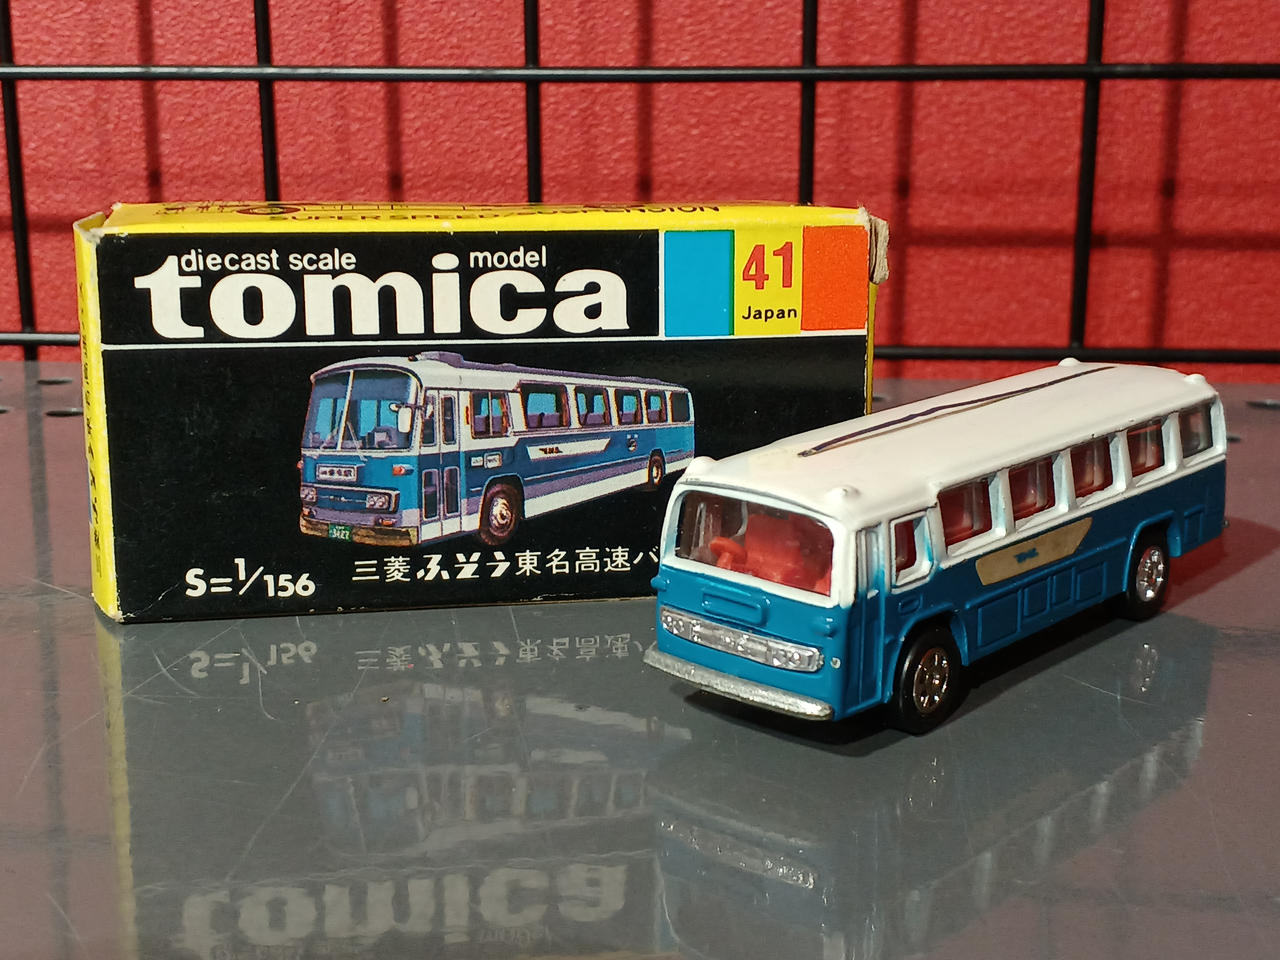 SUPER SPEED/SUSPENSION
diecast scale model
tomica
41
Japan
S=1/156
三菱ふそう東名高速バ